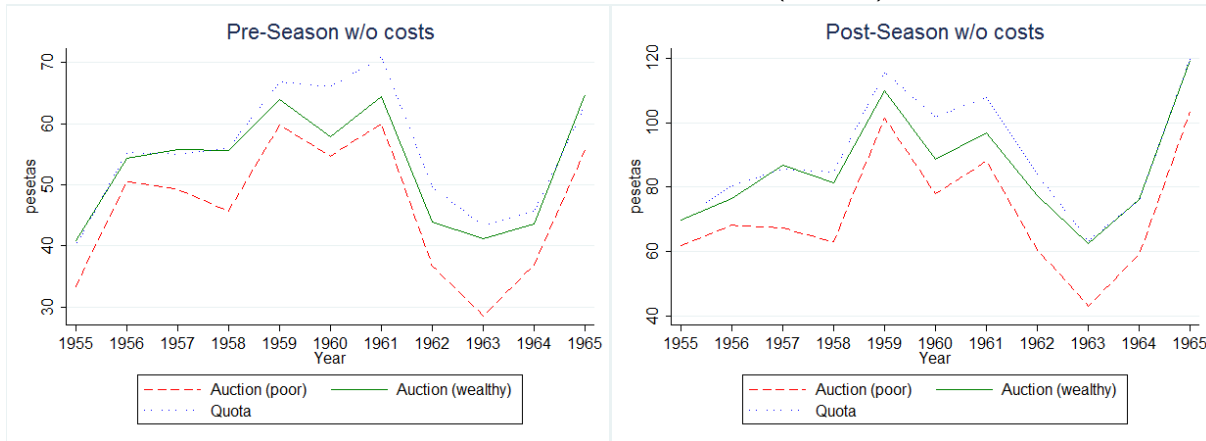 Pre-Season w/o costs
pesetas
70
60
50
40
30
1955 1956 1957 1958 1959 1960 1961 1962 1963 1964 1965
Year
Auction (poor) Auction (wealthy)
Quota
Post-Season w/o costs
pesetas
120
100
80
60
40
1955 1956 1957 1958 1959 1960 1961 1962 1963 1964 1965
Year
Auction (poor) Auction (wealthy)
Quota